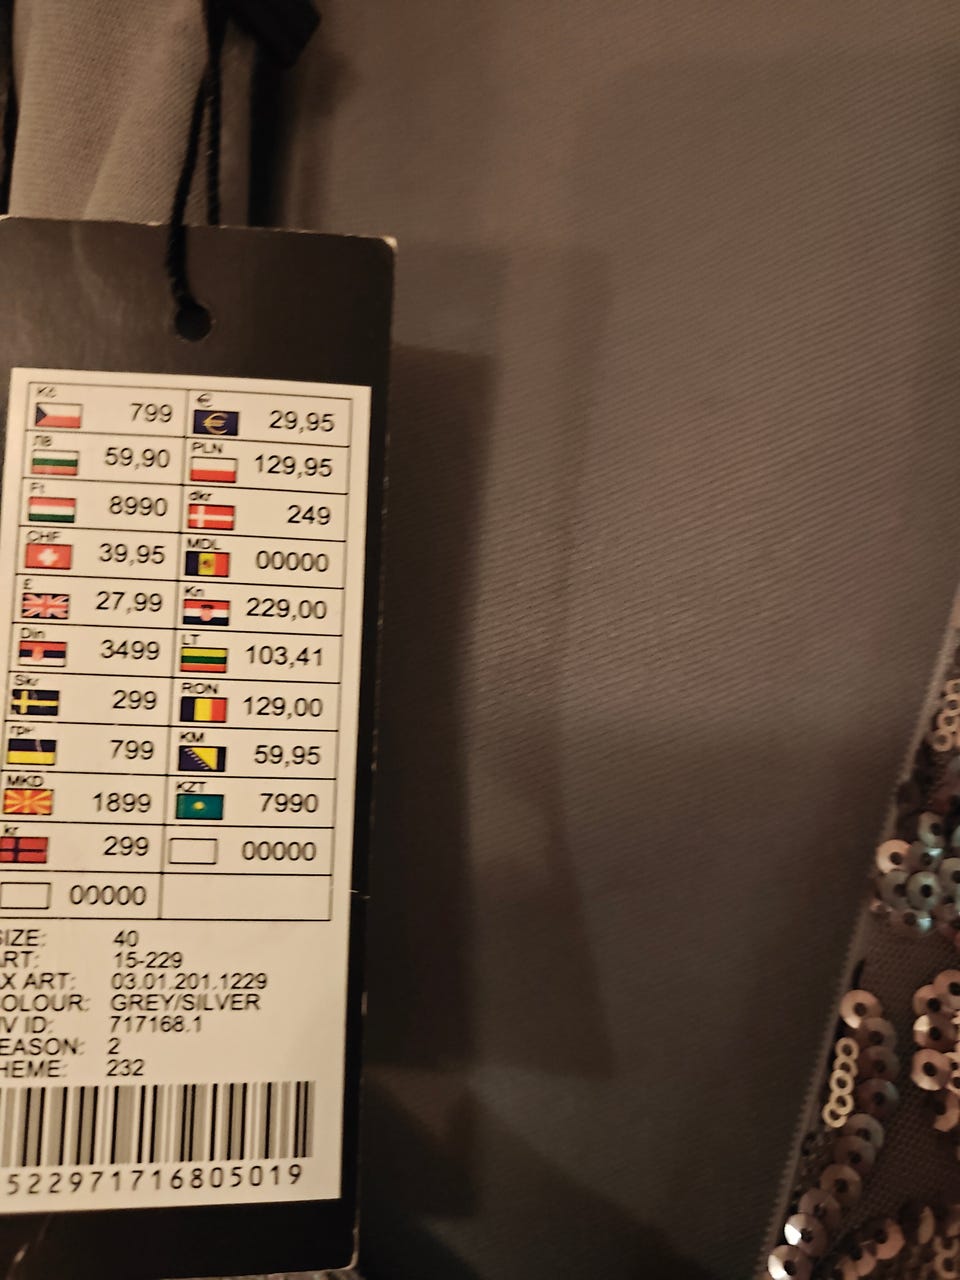 Kč 799 € 29,95
ЛВ 59,90 PLN 129,95
Ft 8990 dkr 249
CHF 39,95 MDL 00000
£ 27,99 Kn 229,00
Din 3499 LT 103,41
Skr 299 RON 129,00
грн 799 KM 59,95
MKD 1899 KZT 7990
kr 299 00000
00000
SIZE: 40
ART: 15-229
X ART: 03.01.201.1229
COLOUR: GREY/SILVER
V ID: 717168.1
SEASON: 2
HEME: 232
522971716805019